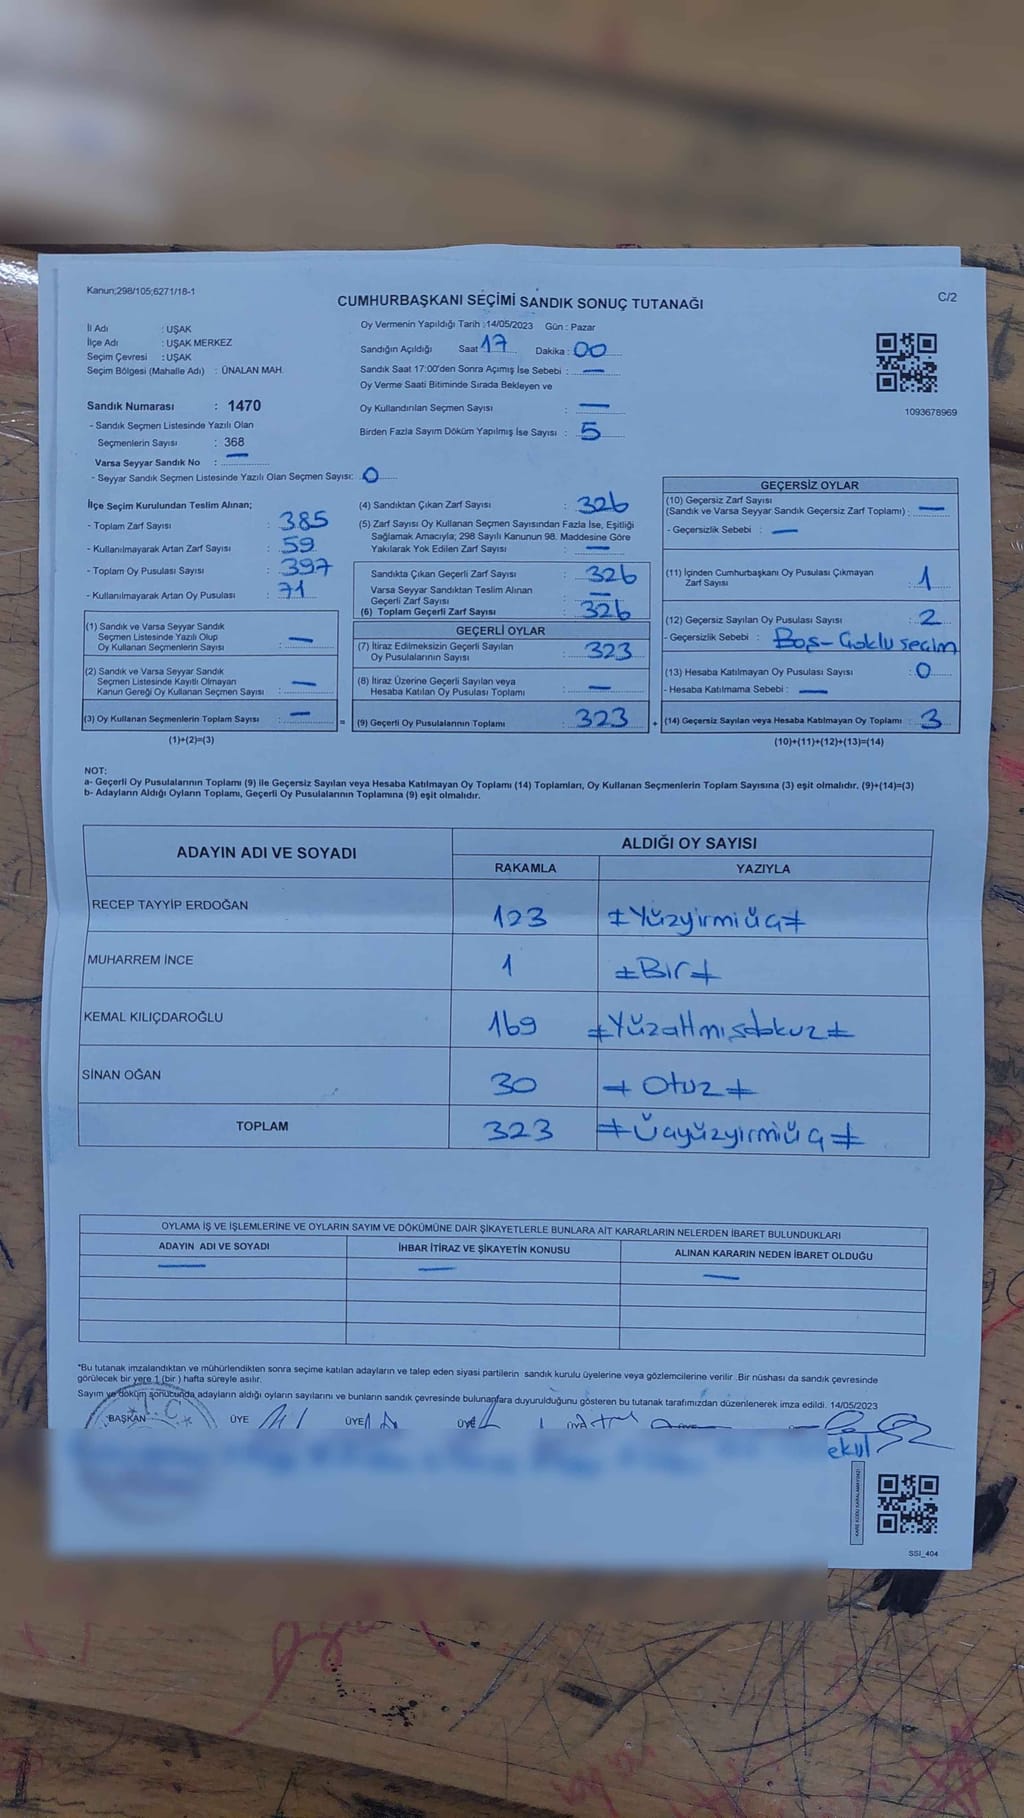 Kanun;298/105;6271/18-1
C/2
CUMHURBAŞKANI SEÇİMİ SANDIK SONUÇ TUTANAĞI
İl Adı : UŞAK
İlçe Adı : UŞAK MERKEZ
Seçim Çevresi : UŞAK
Seçim Bölgesi (Mahalle Adı) : ÜNALAN MAH.
Sandık Numarası : 1470
- Sandık Seçmen Listesinde Yazılı Olan
Seçmenlerin Sayısı : 368
Varsa Seyyar Sandık No : —
- Seyyar Sandık Seçmen Listesinde Yazılı Olan Seçmen Sayısı: 0
Oy Vermenin Yapıldığı Tarih :14/05/2023 Gün : Pazar
Sandığın Açıldığı Saat 17 Dakika : 00
Sandık Saat 17:00'den Sonra Açımış İse Sebebi : —
Oy Verme Saati Bitiminde Sırada Bekleyen ve
Oy Kullandırılan Seçmen Sayısı : —
Birden Fazla Sayım Döküm Yapılmış İse Sayısı : 5
1093678969
İlçe Seçim Kurulundan Teslim Alınan;
- Toplam Zarf Sayısı : 385
- Kullanılmayarak Artan Zarf Sayısı : 59
- Toplam Oy Pusulası Sayısı : 397
- Kullanılmayarak Artan Oy Pusulası : 71
(1) Sandık ve Varsa Seyyar Sandık
Seçmen Listesinde Yazılı Olup
Oy Kullanan Seçmenlerin Sayısı : —
(2) Sandık ve Varsa Seyyar Sandık
Seçmen Listesinde Kayıtlı Olmayan
Kanun Gereği Oy Kullanan Seçmen Sayısı : —
(3) Oy Kullanan Seçmenlerin Toplam Sayısı : —
(1)+(2)=(3)
(4) Sandıktan Çıkan Zarf Sayısı : 326
(5) Zarf Sayısı Oy Kullanan Seçmen Sayısından Fazla İse, Eşitliği
Sağlamak Amacıyla; 298 Sayılı Kanunun 98. Maddesine Göre
Yakılarak Yok Edilen Zarf Sayısı : —
Sandıkta Çıkan Geçerli Zarf Sayısı : 326
Varsa Seyyar Sandıktan Teslim Alınan
Geçerli Zarf Sayısı : —
(6) Toplam Geçerli Zarf Sayısı : 326
GEÇERLİ OYLAR
(7) İtiraz Edilmeksizin Geçerli Sayılan
Oy Pusulalarının Sayısı : 323
(8) İtiraz Üzerine Geçerli Sayılan veya
Hesaba Katılan Oy Pusulası Toplamı : —
= (9) Geçerli Oy Pusulalarının Toplamı : 323 +
GEÇERSİZ OYLAR
(10) Geçersiz Zarf Sayısı
(Sandık ve Varsa Seyyar Sandık Geçersiz Zarf Toplamı) : —
- Geçersizlik Sebebi : —
(11) İçinden Cumhurbaşkanı Oy Pusulası Çıkmayan
Zarf Sayısı : 1
(12) Geçersiz Sayılan Oy Pusulası Sayısı : 2
- Geçersizlik Sebebi : Boş-Çoklu seçim
(13) Hesaba Katılmayan Oy Pusulası Sayısı : 0
- Hesaba Katılmama Sebebi : —
(14) Geçersiz Sayılan veya Hesaba Katılmayan Oy Toplamı : 3
(10)+(11)+(12)+(13)=(14)
NOT:
a- Geçerli Oy Pusulalarının Toplamı (9) ile Geçersiz Sayılan veya Hesaba Katılmayan Oy Toplamı (14) Toplamları, Oy Kullanan Seçmenlerin Toplam Sayısına (3) eşit olmalıdır. (9)+(14)=(3)
b- Adayların Aldığı Oyların Toplamı, Geçerli Oy Pusulalarının Toplamına (9) eşit olmalıdır.
ADAYIN ADI VE SOYADI
ALDIĞI OY SAYISI
RAKAMLA YAZIYLA
RECEP TAYYİP ERDOĞAN 123 ≠Yüzyirmiüç≠
MUHARREM İNCE 1 ≠Bir≠
KEMAL KILIÇDAROĞLU 169 ≠Yüzaltmışdokuz≠
SİNAN OĞAN 30 ≠Otuz≠
TOPLAM 323 ≠Üçyüzyirmiüç≠
OYLAMA İŞ VE İŞLEMLERİNE VE OYLARIN SAYIM VE DÖKÜMÜNE DAİR ŞİKAYETLERLE BUNLARA AİT KARARLARIN NELERDEN İBARET BULUNDUKLARI
ADAYIN ADI VE SOYADI İHBAR İTİRAZ VE ŞİKAYETİN KONUSU ALINAN KARARIN NEDEN İBARET OLDUĞU
— — —
*Bu tutanak imzalandıktan ve mühürlendikten sonra seçime katılan adayların ve talep eden siyasi partilerin sandık kurulu üyelerine veya gözlemcilerine verilir .Bir nüshası da sandık çevresinde
görülecek bir yere 1 (bir ) hafta süreyle asılır.
Sayım ve döküm sonucunda adayların aldığı oyların sayılarını ve bunların sandık çevresinde bulunanlara duyurulduğunu gösteren bu tutanak tarafımızdan düzenlenerek imza edildi. 14/05/2023
T.C.
BAŞKAN ÜYE ÜYE ÜYE
ekul
KARE KODU KARALAMAYINIZ!
SSI_404